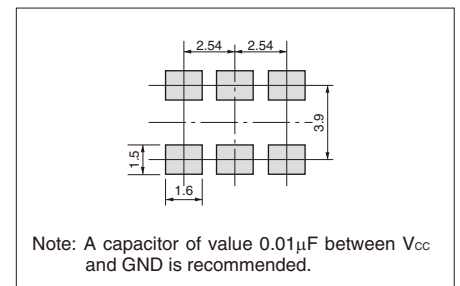 2.54 2.54
3.9
1.5
1.6
Note: A capacitor of value 0.01μF between Vcc
and GND is recommended.